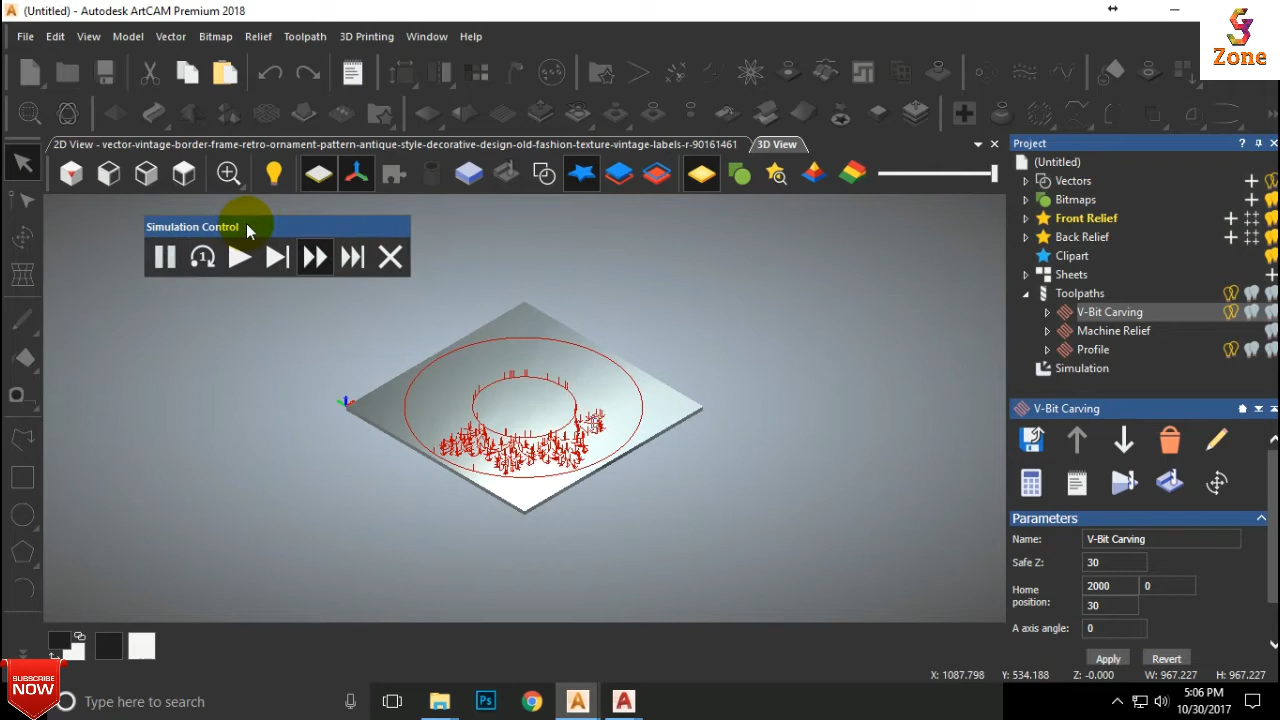 (Untitled) - Autodesk ArtCAM Premium 2018
File Edit View Model Vector Bitmap Relief Toolpath 3D Printing Window Help
Zone
2D View - vector-vintage-border-frame-retro-ornament-pattern-antique-style-decorative-design-old-fashion-texture-vintage-labels-r-90161461 3D View
Project
(Untitled)
Vectors
Bitmaps
Front Relief
Back Relief
Clipart
Sheets
Toolpaths
V-Bit Carving
Machine Relief
Profile
Simulation
Simulation Control
1
V-Bit Carving
Parameters
Name: V-Bit Carving
Safe Z: 30
Home position: 2000 0
30
A axis angle: 0
Apply Revert
X: 1087.798 Y: 534.188 Z: -0.000 W: 967.227 H: 967.227
SUBSCRIBE
NOW
Type here to search
Ps
5:06 PM
10/30/2017